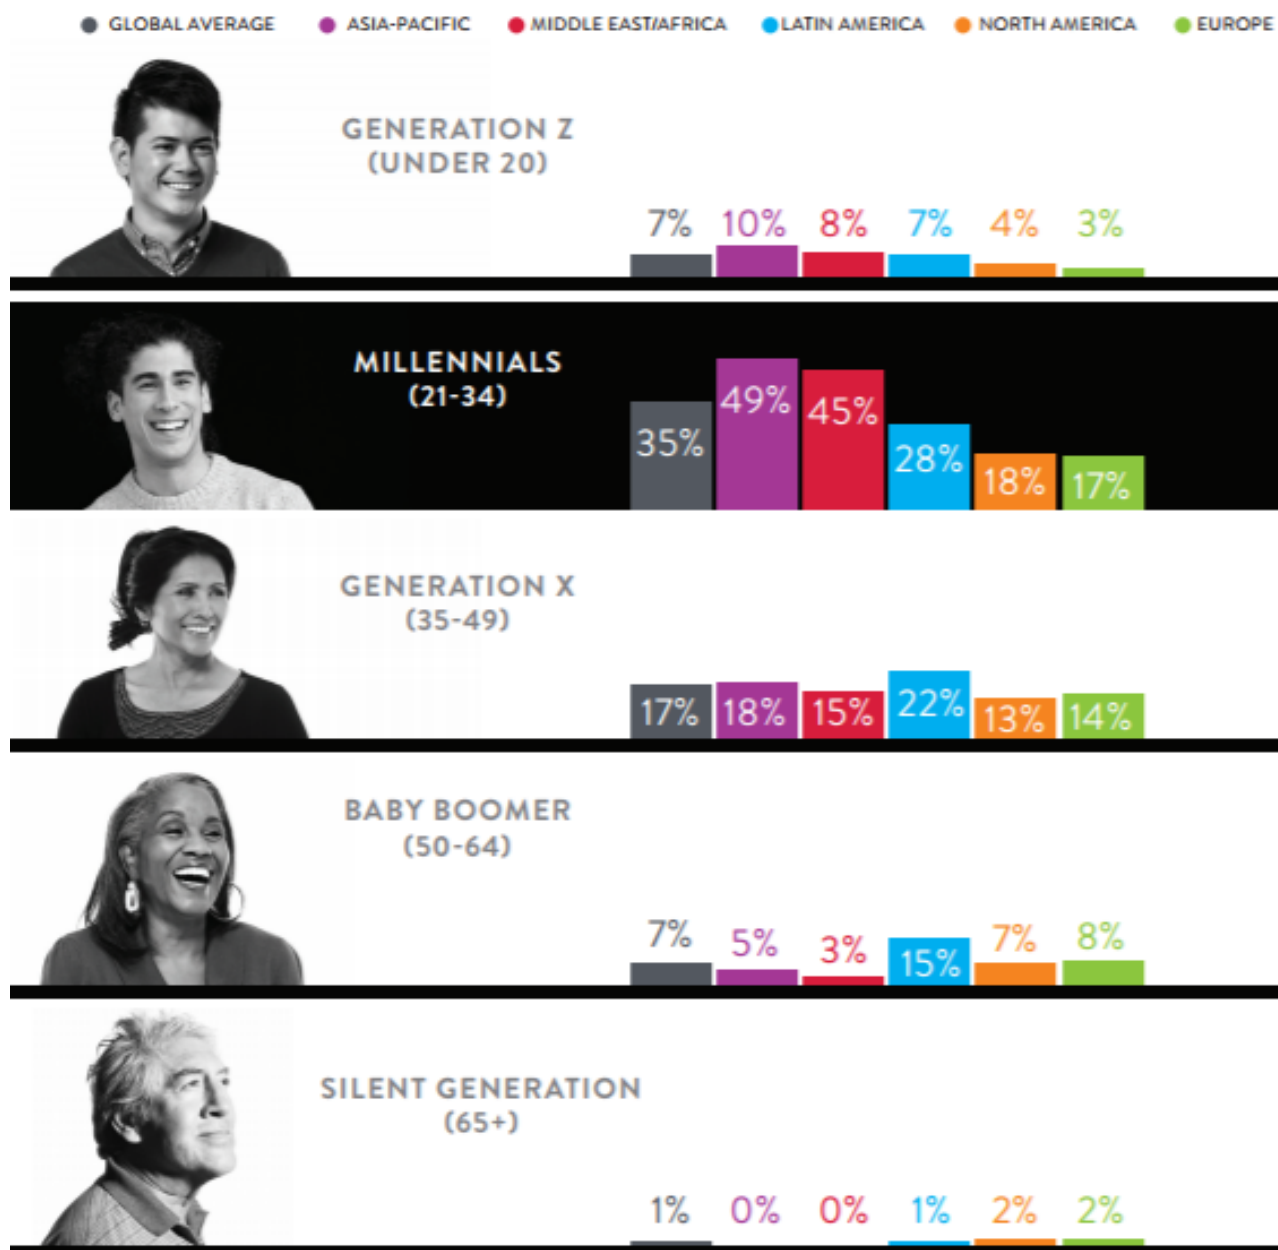 GLOBAL AVERAGE ASIA-PACIFIC MIDDLE EAST/AFRICA LATIN AMERICA NORTH AMERICA EUROPE
GENERATION Z
(UNDER 20)
7% 10% 8% 7% 4% 3%
MILLENNIALS
(21-34)
35% 49% 45% 28% 18% 17%
GENERATION X
(35-49)
17% 18% 15% 22% 13% 14%
BABY BOOMER
(50-64)
7% 5% 3% 15% 7% 8%
SILENT GENERATION
(65+)
1% 0% 0% 1% 2% 2%